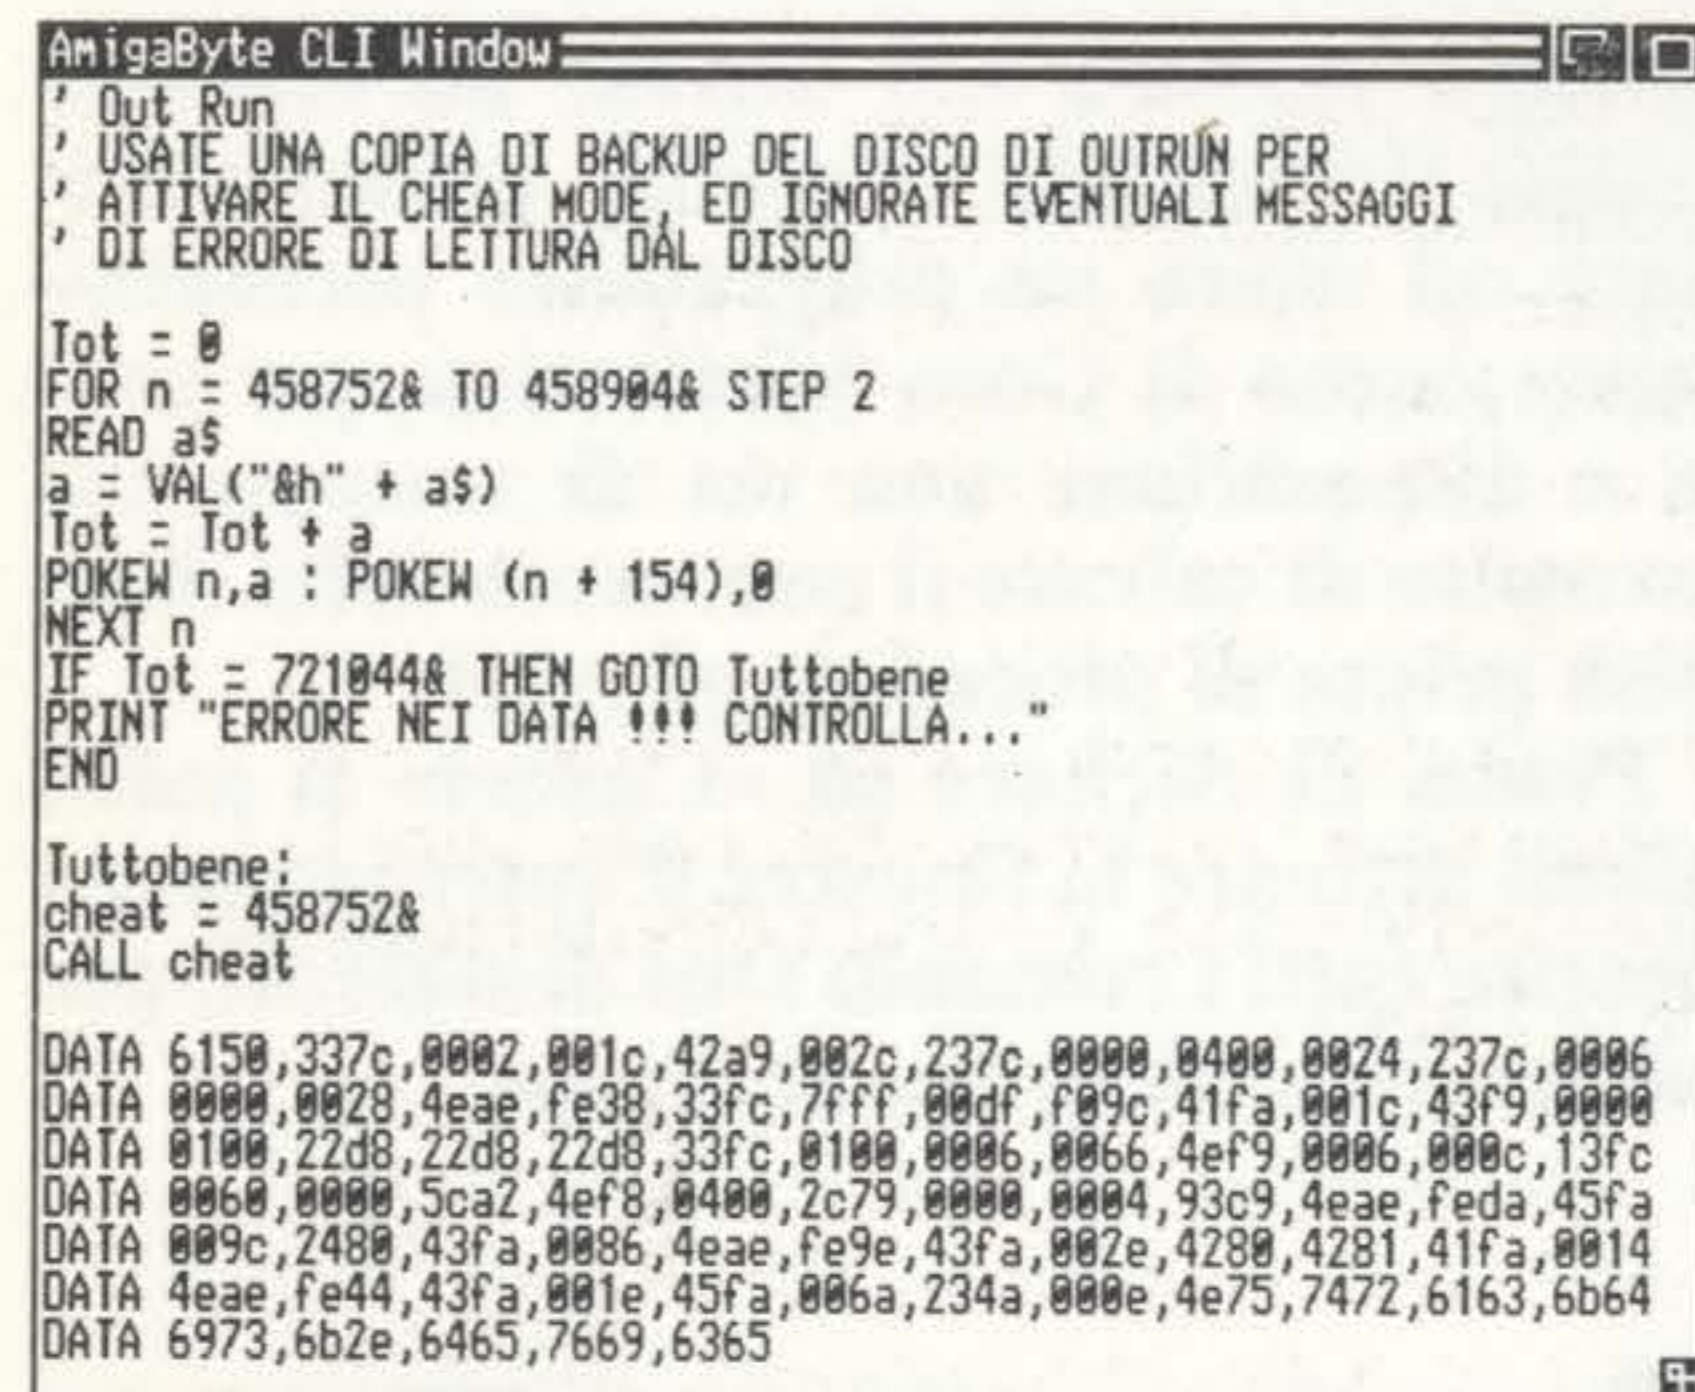 AmigaByte CLI Window
' Out Run
' USATE UNA COPIA DI BACKUP DEL DISCO DI OUTRUN PER
' ATTIVARE IL CHEAT MODE, ED IGNORATE EVENTUALI MESSAGGI
' DI ERRORE DI LETTURA DAL DISCO
Tot = 0
FOR n = 458752& TO 458904& STEP 2
READ a$
a = VAL("&h" + a$)
Tot = Tot + a
POKEW n,a : POKEW (n + 154),0
NEXT n
IF Tot = 721044& THEN GOTO Tuttobene
PRINT "ERRORE NEI DATA !!! CONTROLLA..."
END
Tuttobene:
cheat = 458752&
CALL cheat
DATA 6150,337c,0002,001c,42a9,002c,237c,0000,0400,0024,237c,0006
DATA 0000,0028,4eae,fe38,33fc,7fff,00df,f09c,41fa,001c,43f9,0000
DATA 0100,22d8,22d8,22d8,33fc,0100,0006,0066,4ef9,0006,000c,13fc
DATA 0060,0000,5ca2,4ef8,0400,2c79,0000,0004,93c9,4eae,feda,45fa
DATA 009c,2480,43fa,0086,4eae,fe9e,43fa,002e,4280,4281,41fa,0014
DATA 4eae,fe44,43fa,001e,45fa,006a,234a,000e,4e75,7472,6163,6b64
DATA 6973,6b2e,6465,7669,6365